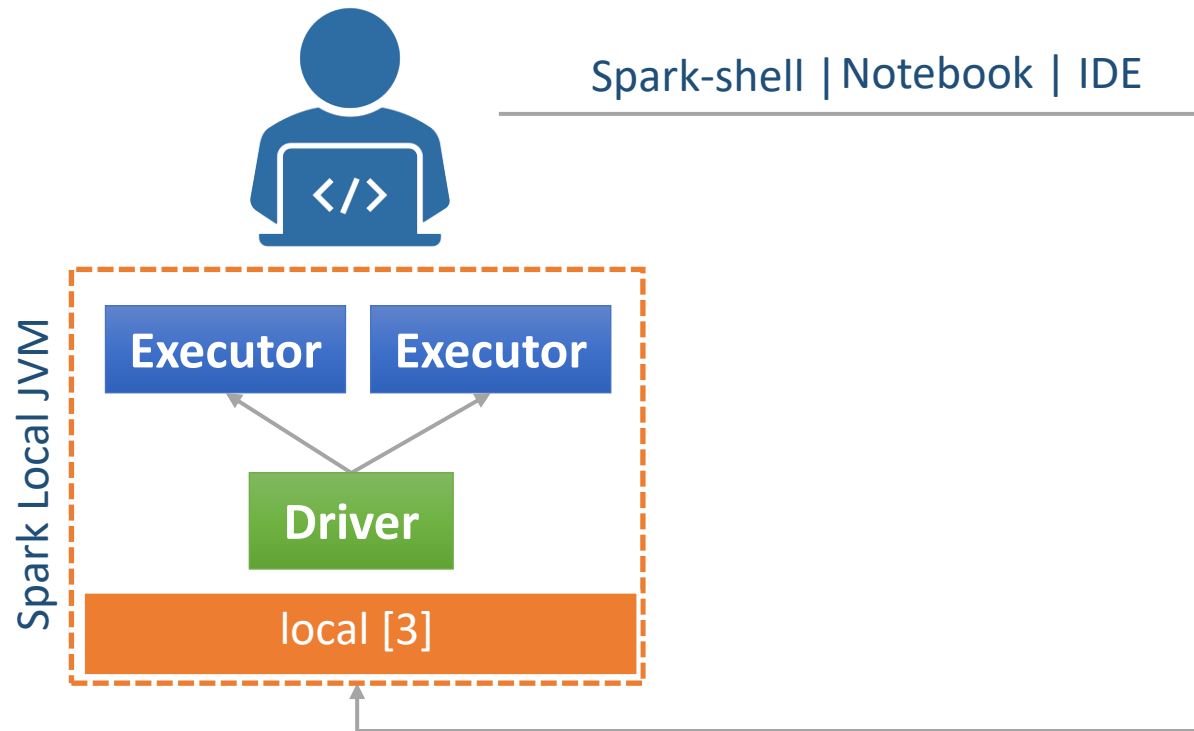 Spark-shell | Notebook | IDE
</>
Spark Local JVM
Executor
Executor
Driver
local [3]